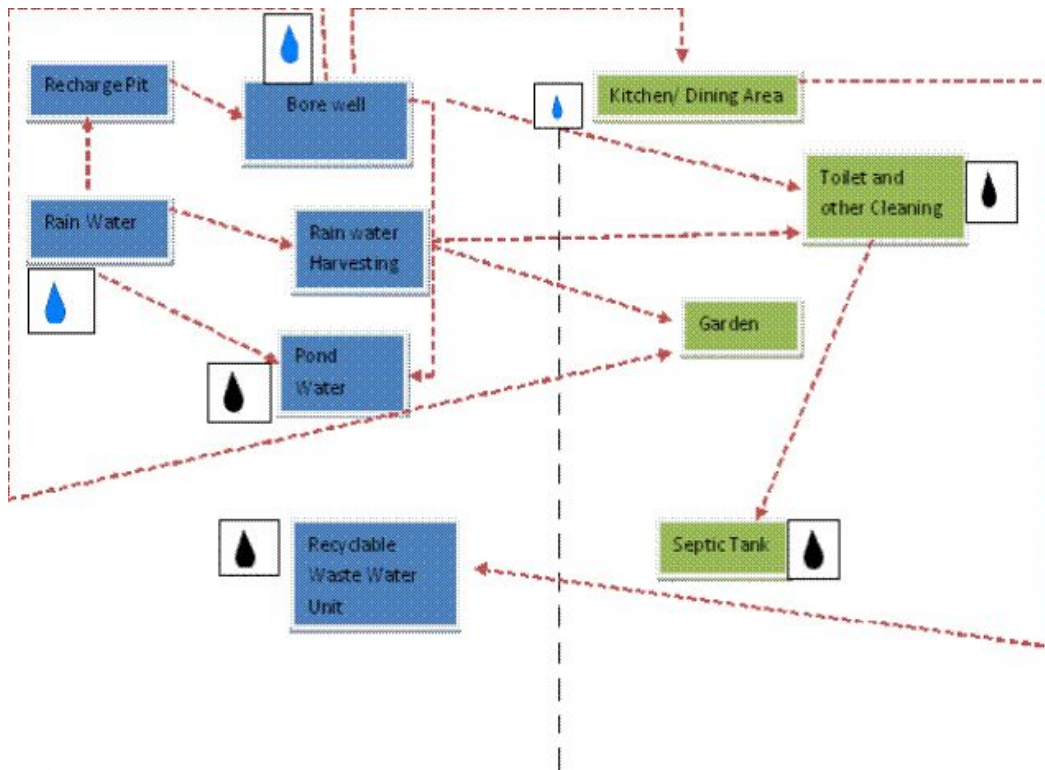 Recharge Pit
Bore well
Kitchen/ Dining Area
Toilet and
other Cleaning
Rain Water
Rain water
Harvesting
Garden
Pond
Water
Recyclable
Waste Water
Unit
Septic Tank